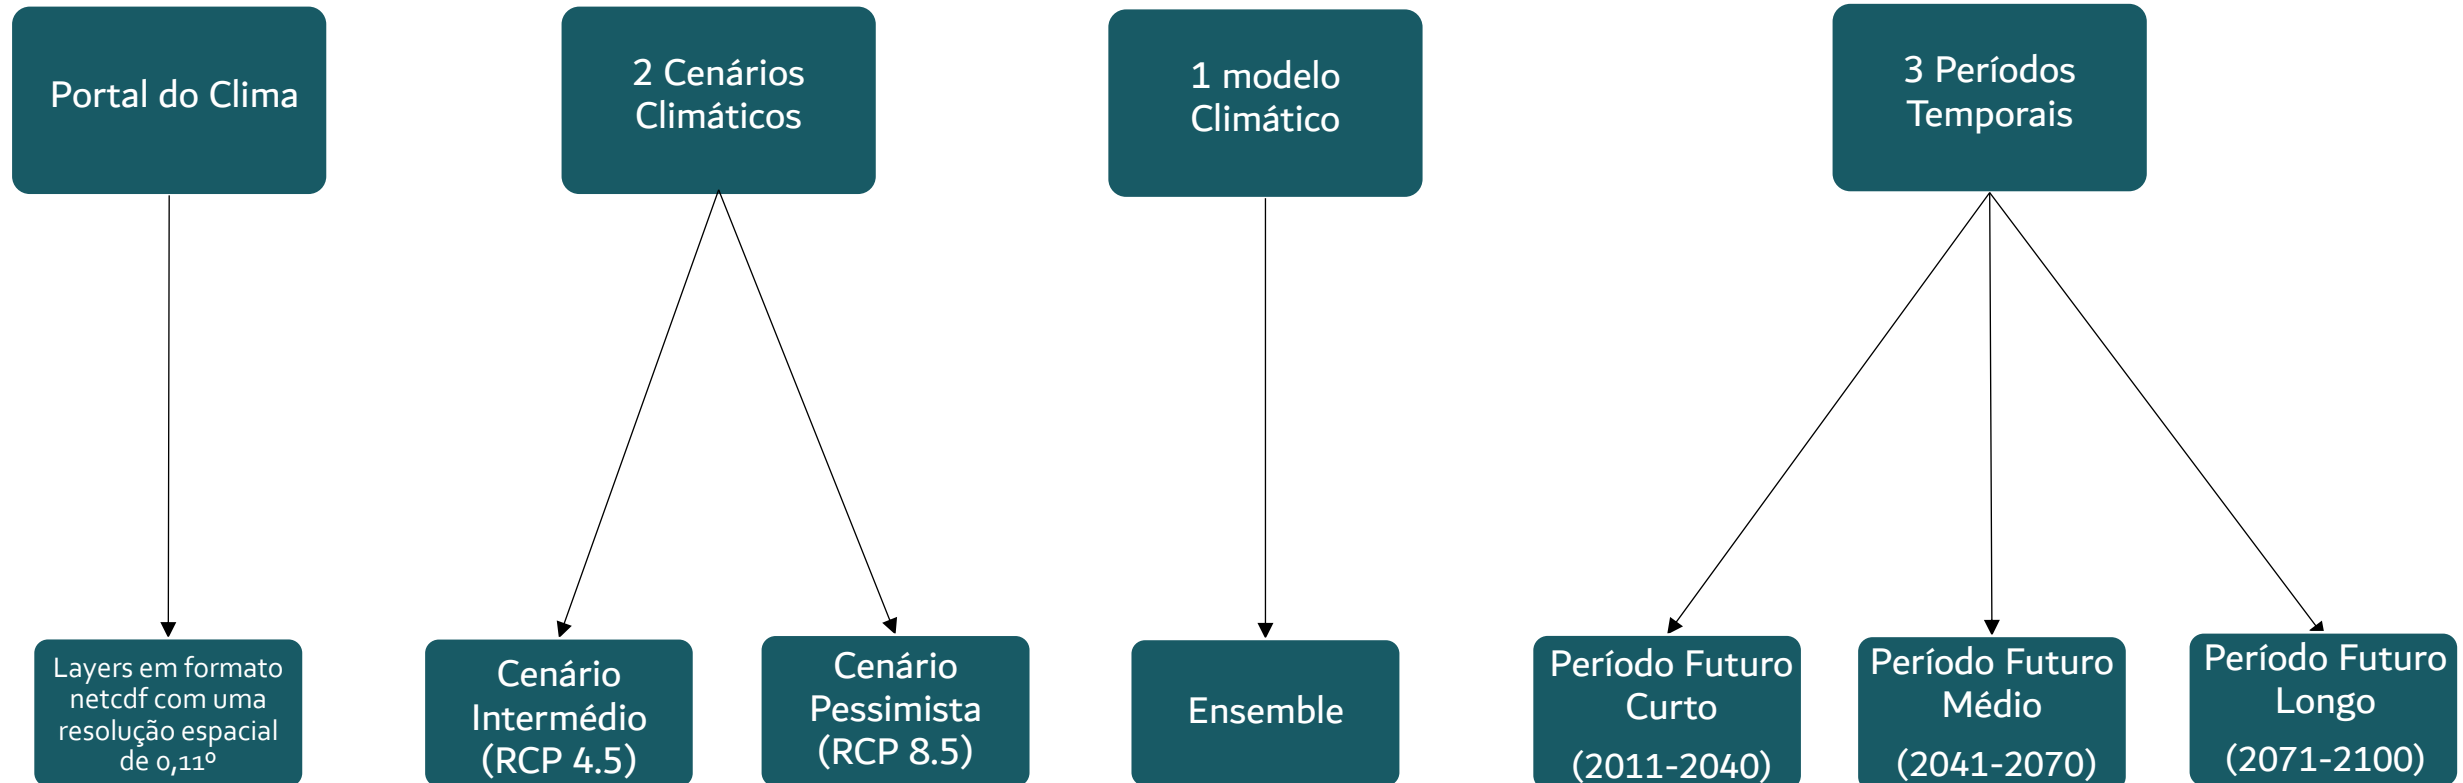 Portal do Clima
2 Cenários
Climáticos
1 modelo
Climático
3 Períodos
Temporais
Layers em formato
netcdf com uma
resolução espacial
de 0,11º
Cenário
Intermédio
(RCP 4.5)
Cenário
Pessimista
(RCP 8.5)
Ensemble
Período Futuro
Curto
(2011-2040)
Período Futuro
Médio
(2041-2070)
Período Futuro
Longo
(2071-2100)